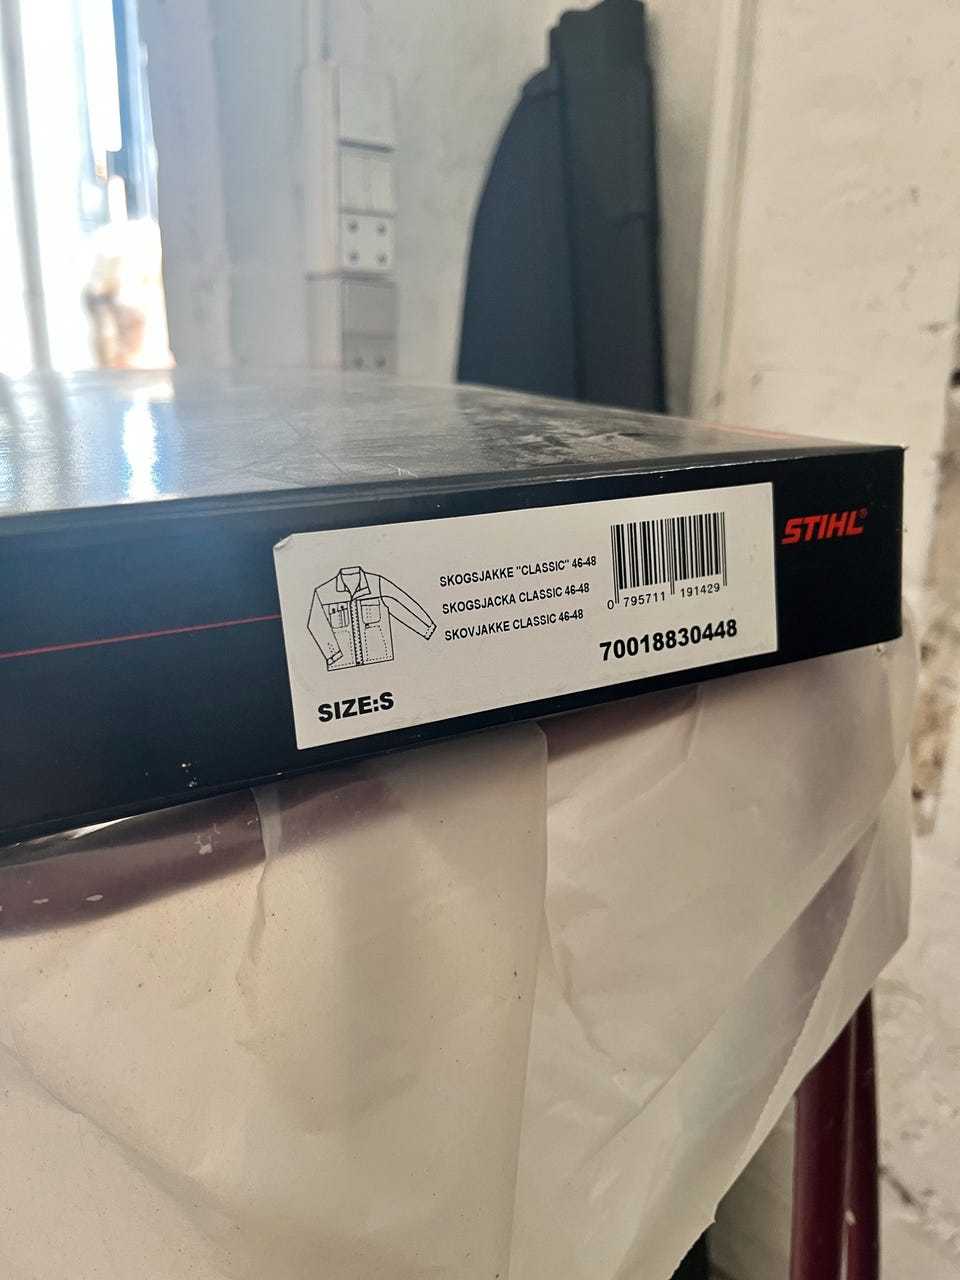 SKOGSJAKKE "CLASSIC" 46-48
SKOGSJACKA CLASSIC 46-48
SKOVJAKKE CLASSIC 46-48
0 795711 191429
70018830448
SIZE:S
STIHL®